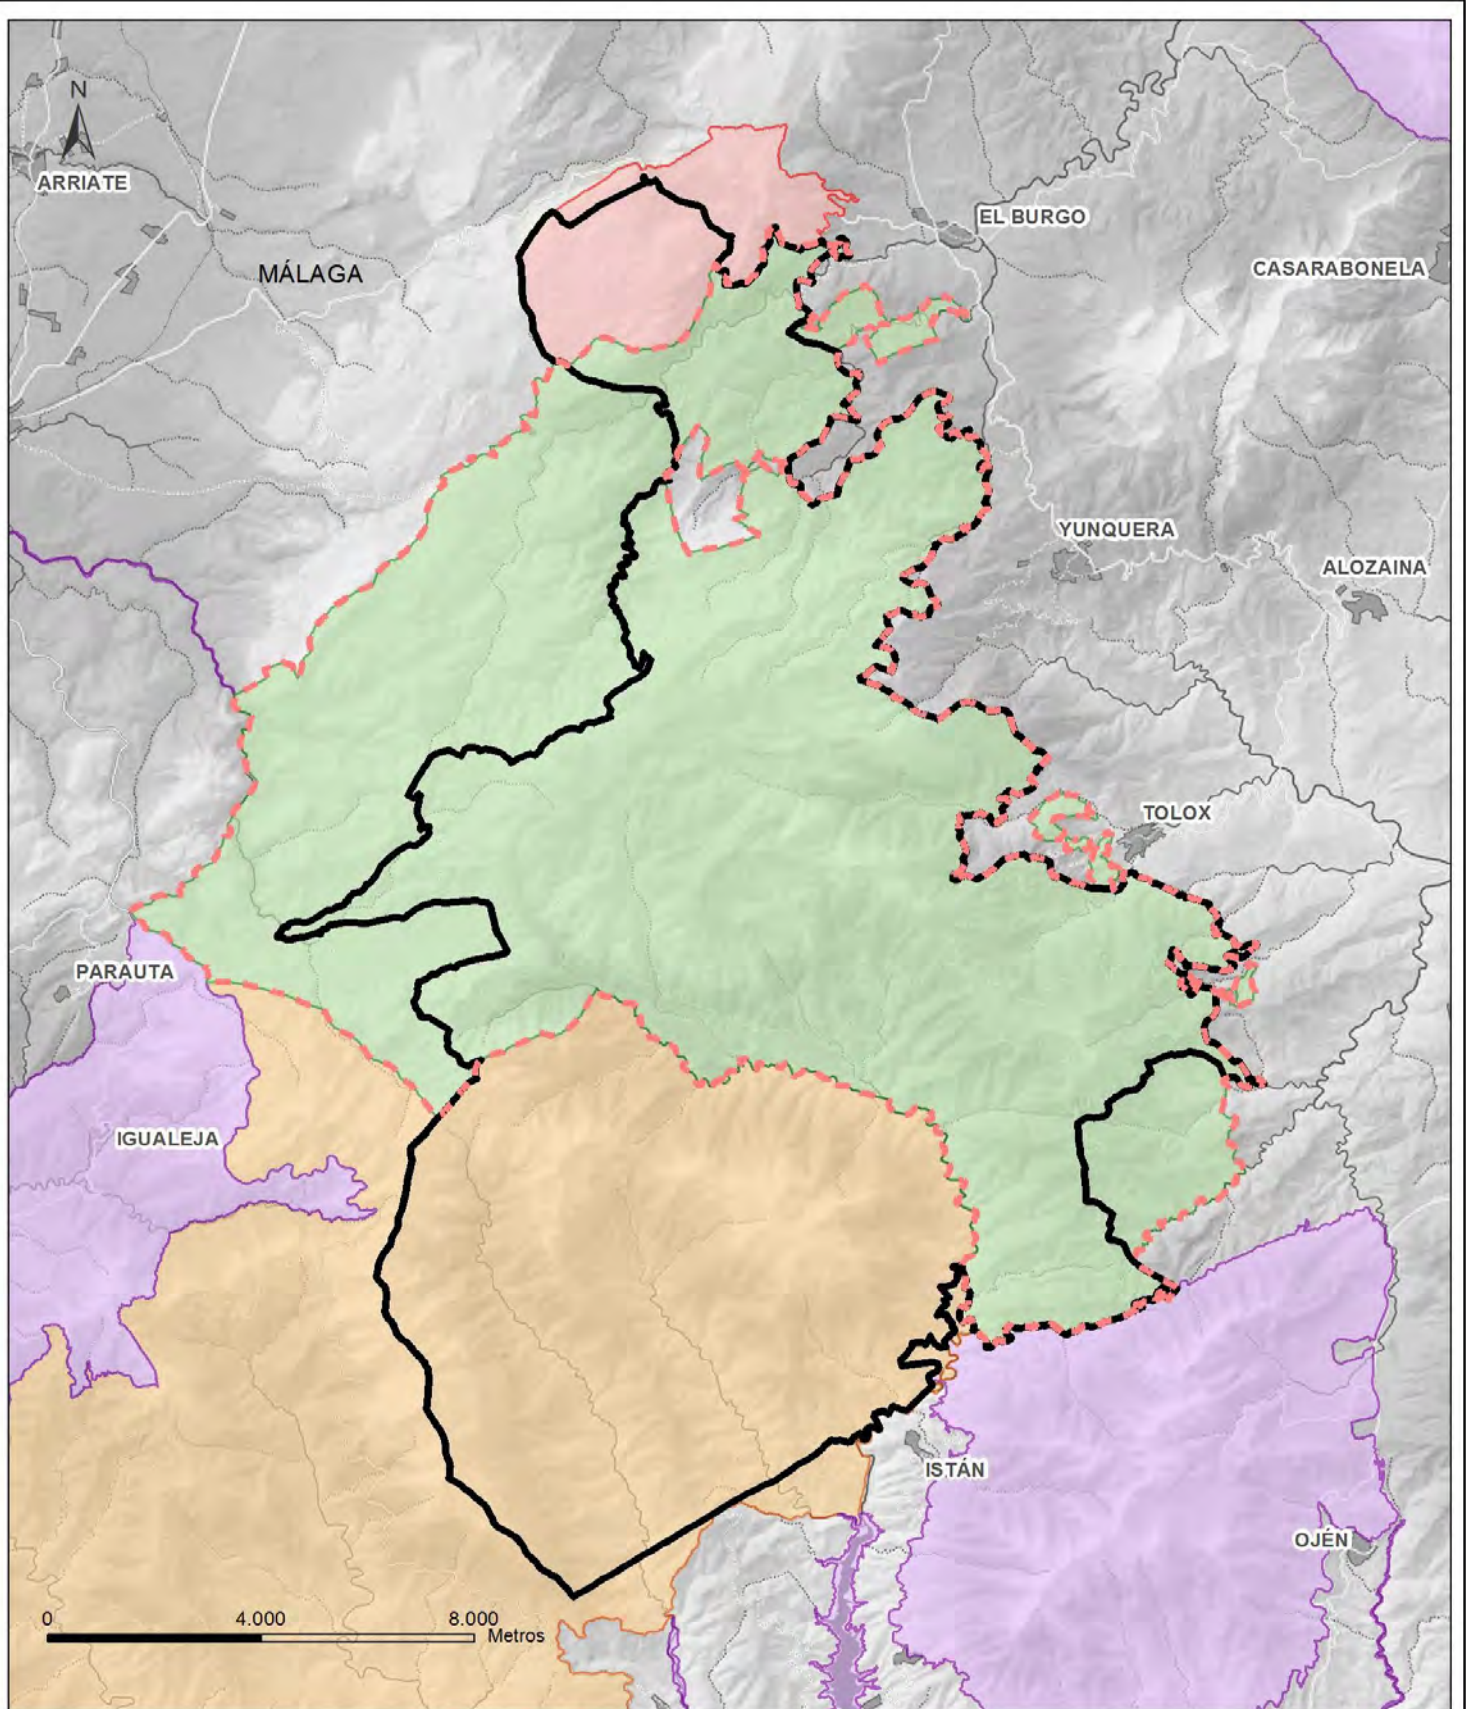 N
ARRIATE
EL BURGO
MÁLAGA
CASARABONELA
YUNQUERA
ALOZAINA
TOLOX
PARAUTA
IGUALEJA
ISTÁN
OJÉN
0 4.000 8.000
Metros